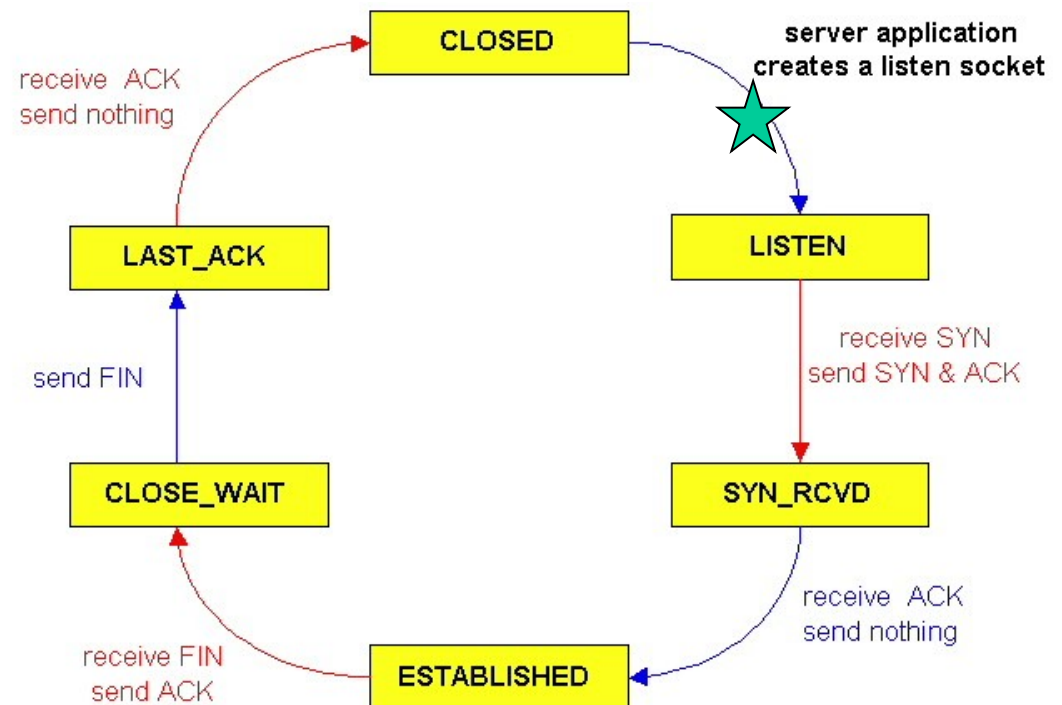 CLOSED
server application
creates a listen socket
receive ACK
send nothing
LAST_ACK
LISTEN
receive SYN
send SYN & ACK
send FIN
CLOSE_WAIT
SYN_RCVD
receive ACK
send nothing
receive FIN
send ACK
ESTABLISHED